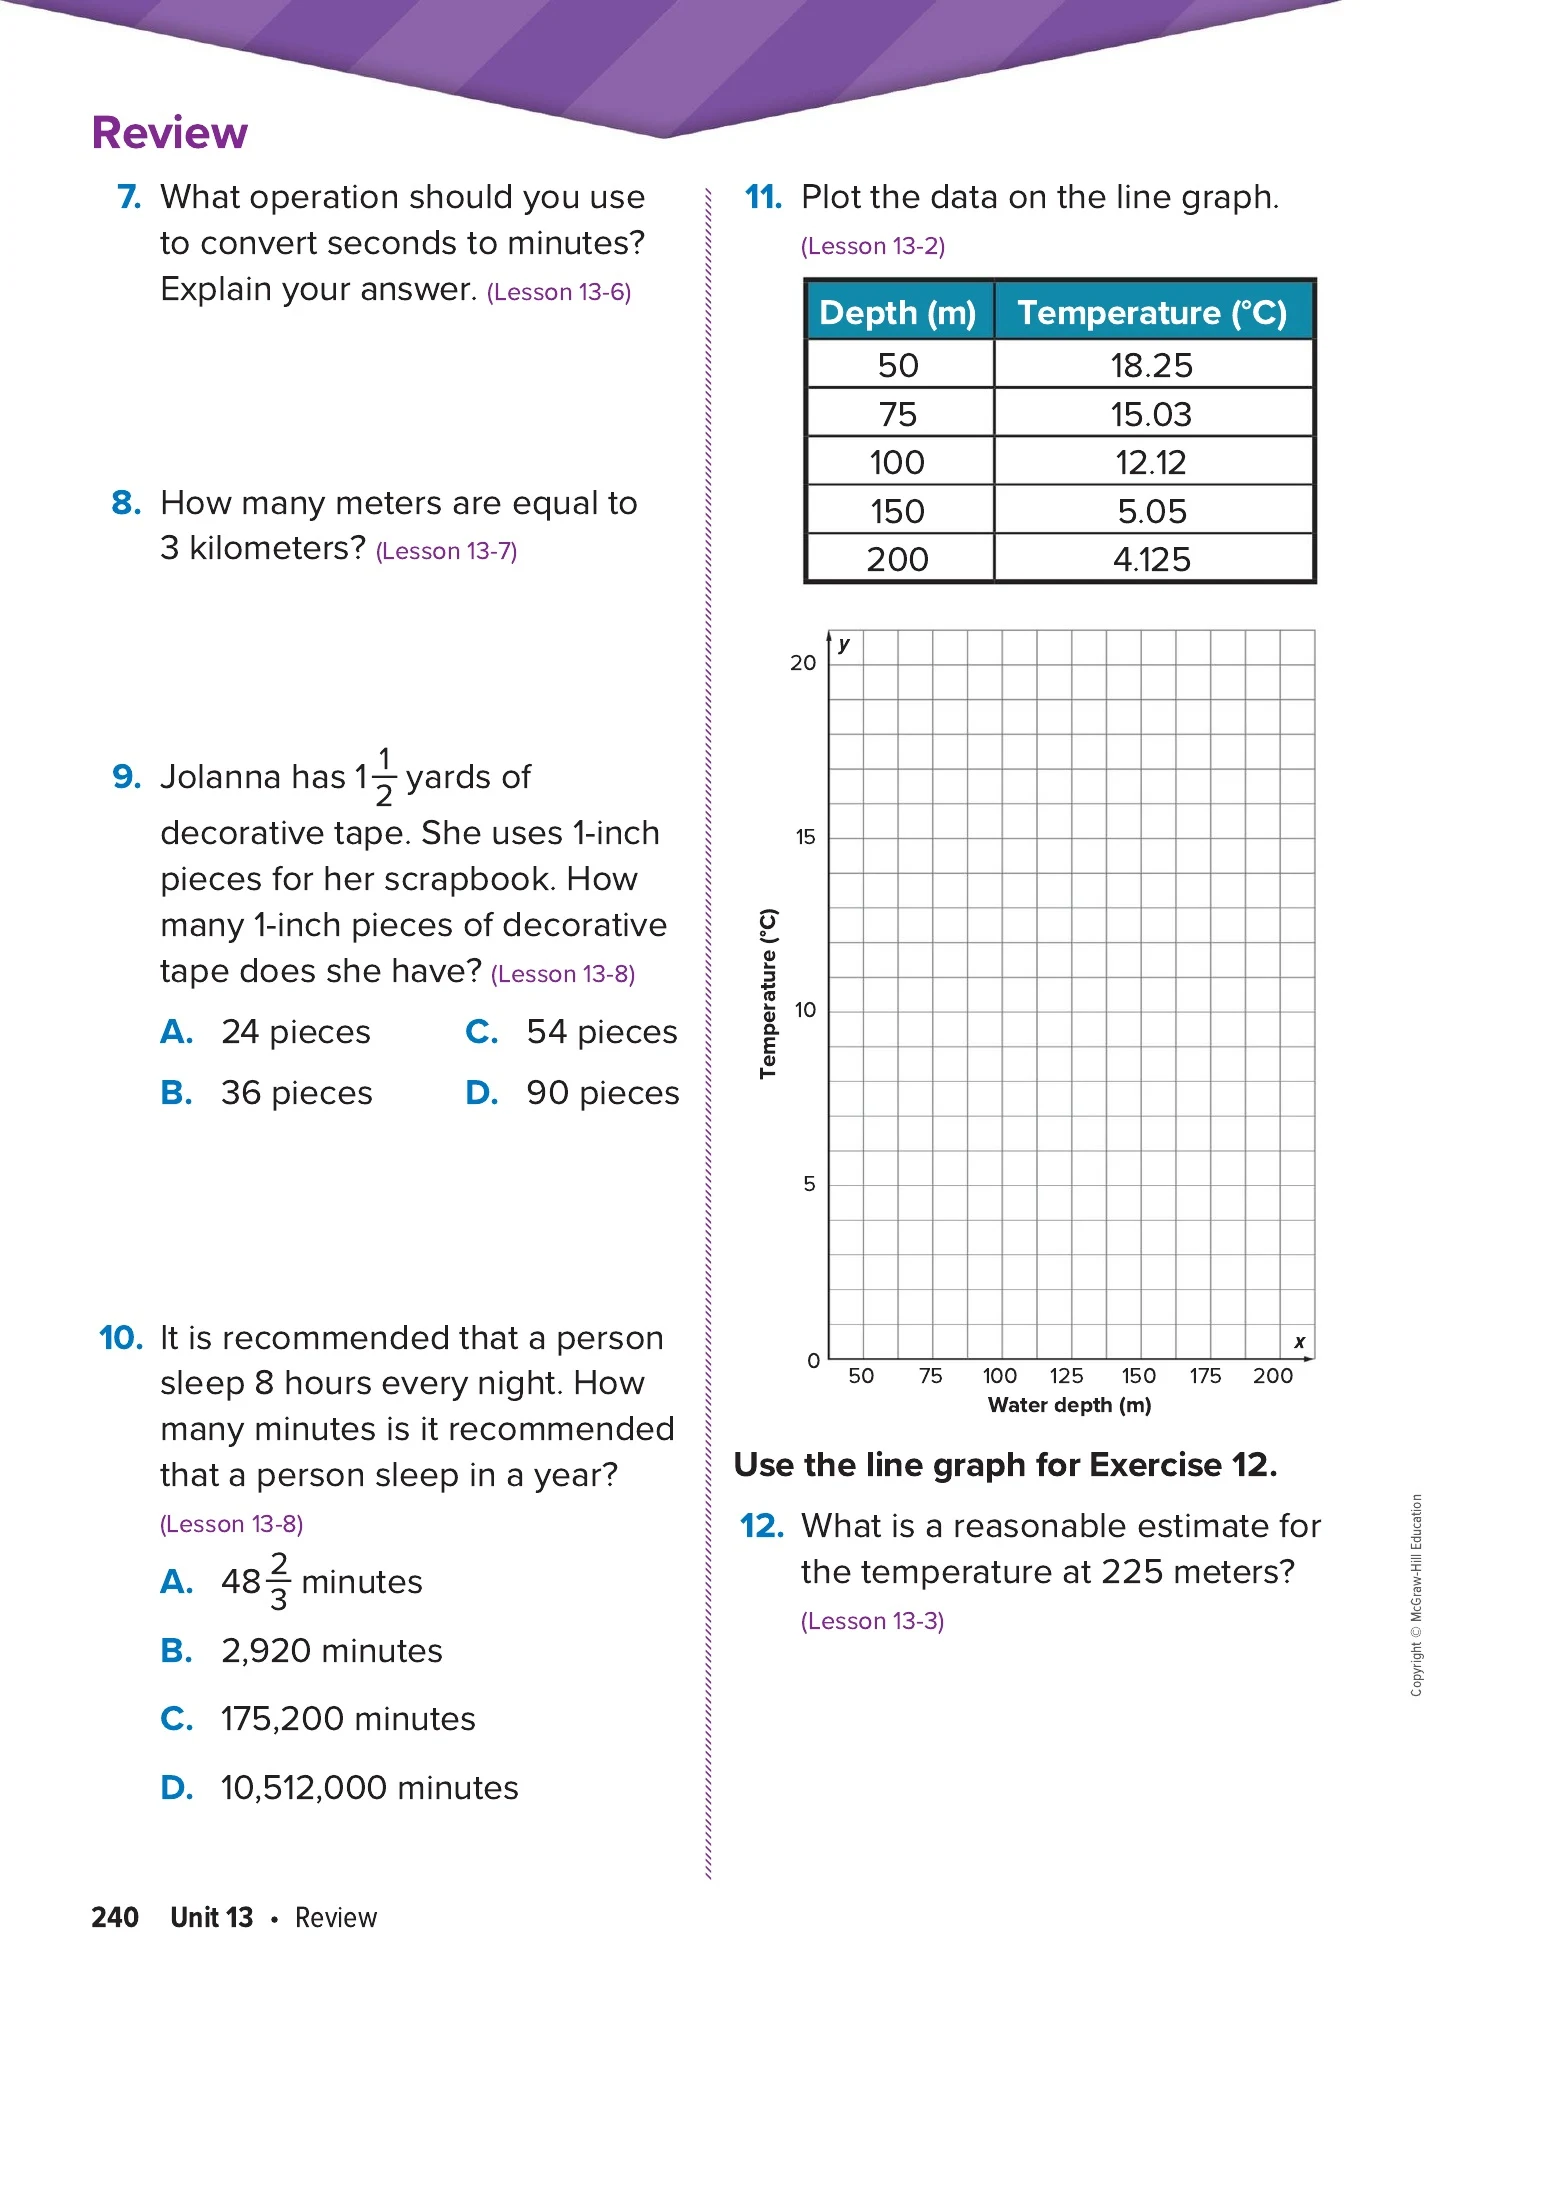 Review
7. What operation should you use
to convert seconds to minutes?
Explain your answer. (Lesson 13-6)
8. How many meters are equal to
3 kilometers? (Lesson 13-7)
9. Jolanna has 1 1/2 yards of
decorative tape. She uses 1-inch
pieces for her scrapbook. How
many 1-inch pieces of decorative
tape does she have? (Lesson 13-8)
A. 24 pieces C. 54 pieces
B. 36 pieces D. 90 pieces
10. It is recommended that a person
sleep 8 hours every night. How
many minutes is it recommended
that a person sleep in a year?
(Lesson 13-8)
A. 48 2/3 minutes
B. 2,920 minutes
C. 175,200 minutes
D. 10,512,000 minutes
11. Plot the data on the line graph.
(Lesson 13-2)
Depth (m) Temperature (°C)
50 18.25
75 15.03
100 12.12
150 5.05
200 4.125
y
20
15
10
5
0
Temperature (°C)
x
50 75 100 125 150 175 200
Water depth (m)
Use the line graph for Exercise 12.
12. What is a reasonable estimate for
the temperature at 225 meters?
(Lesson 13-3)
Copyright © McGraw-Hill Education
240 Unit 13 • Review